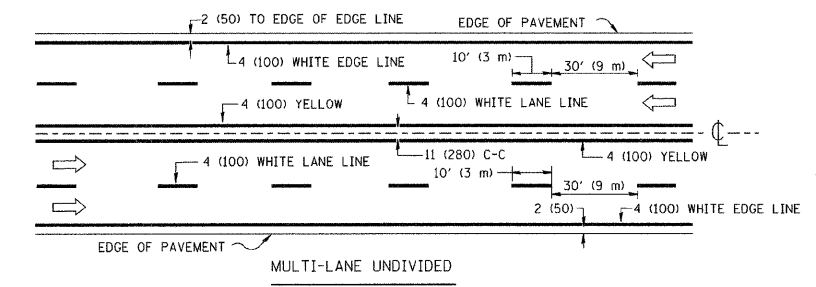 2 (50) TO EDGE OF EDGE LINE
EDGE OF PAVEMENT
4 (100) WHITE EDGE LINE
10' (3 m)
30' (9 m)
4 (100) YELLOW
4 (100) WHITE LANE LINE
℄
4 (100) WHITE LANE LINE
11 (280) C-C
4 (100) YELLOW
10' (3 m)
30' (9 m)
2 (50)
4 (100) WHITE EDGE LINE
EDGE OF PAVEMENT
MULTI-LANE UNDIVIDED